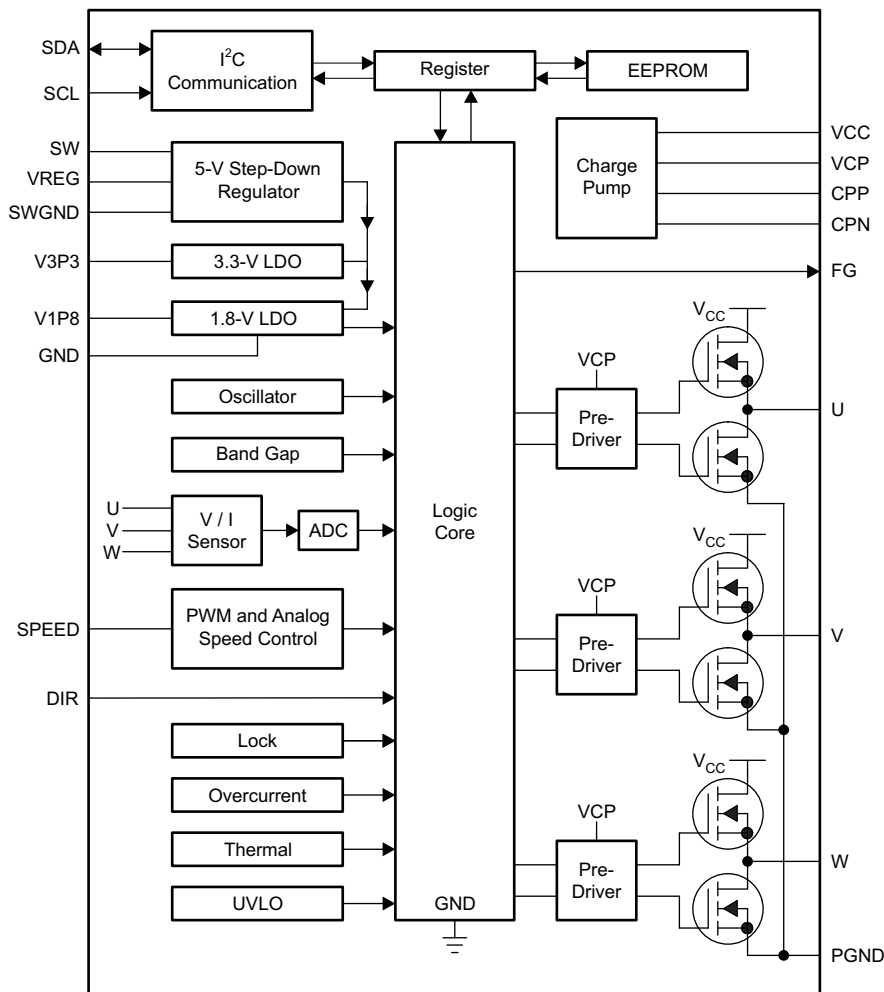 SDA
SCL
I²C
Communication
Register
EEPROM
SW
VREG
SWGND
5-V Step-Down
Regulator
V3P3
3.3-V LDO
V1P8
1.8-V LDO
GND
Oscillator
Band Gap
U
V
W
V / I
Sensor
ADC
SPEED
PWM and Analog
Speed Control
DIR
Lock
Overcurrent
Thermal
UVLO
Logic
Core
GND
Charge
Pump
VCC
VCP
CPP
CPN
FG
VCC
VCP
Pre-
Driver
U
VCC
VCP
Pre-
Driver
V
VCC
VCP
Pre-
Driver
W
PGND